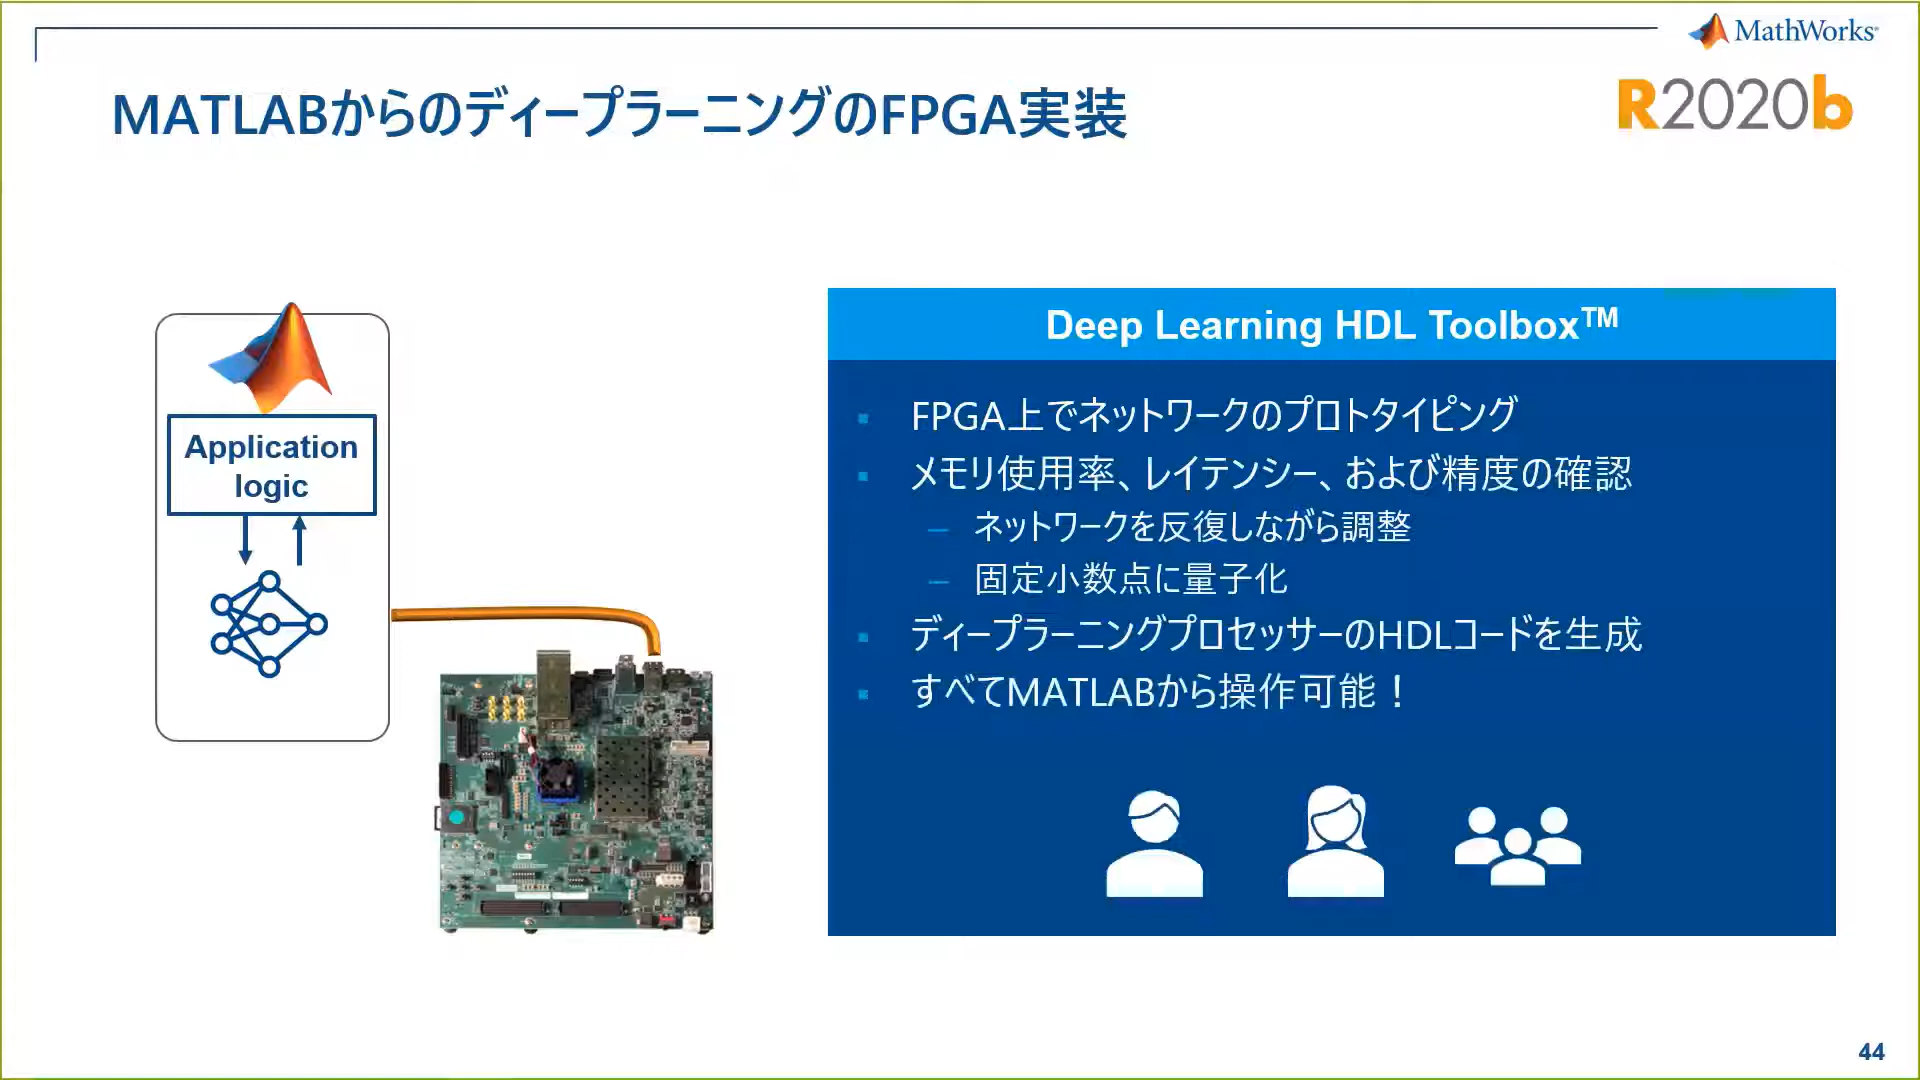 MathWorks®
MATLABからのディープラーニングのFPGA実装
R2020b
Application
logic
Deep Learning HDL Toolbox™
▪ FPGA上でネットワークのプロトタイピング
▪ メモリ使用率、レイテンシー、および精度の確認
– ネットワークを反復しながら調整
– 固定小数点に量子化
▪ ディープラーニングプロセッサーのHDLコードを生成
▪ すべてMATLABから操作可能！
44